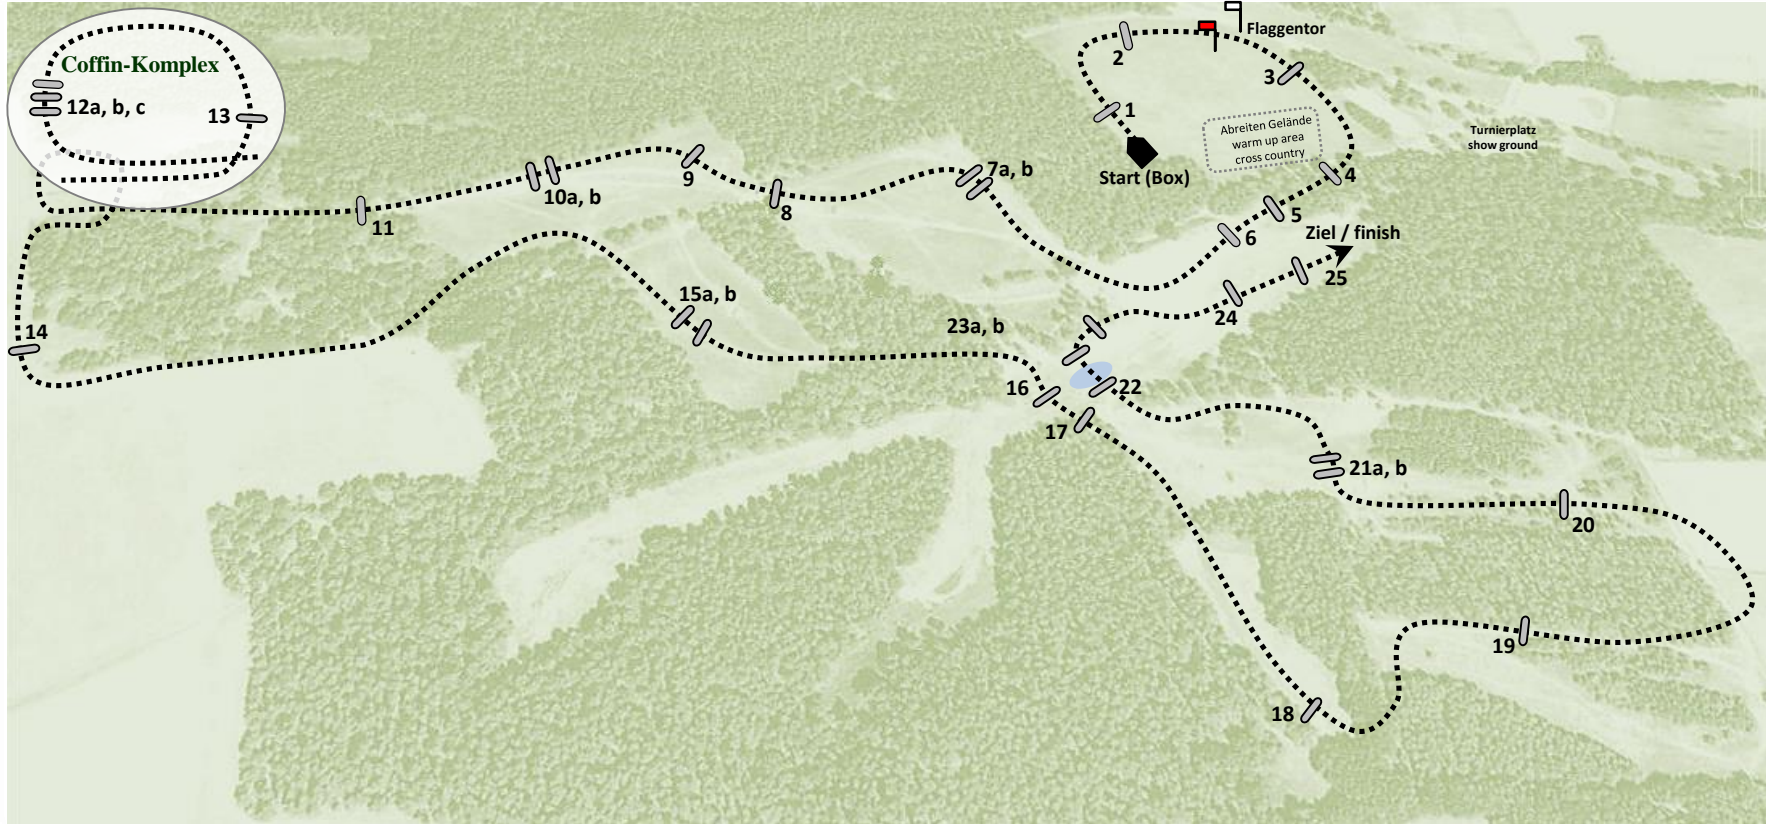 Coffin-Komplex
12a, b, c
13
2
Flaggentor
3
1
Abreiten Gelände
warm up area
cross country
Turnierplatz
show ground
Start (Box)
4
5
6
Ziel / finish
25
7a, b
8
9
10a, b
11
14
15a, b
16
17
23a, b
22
24
21a, b
20
19
18